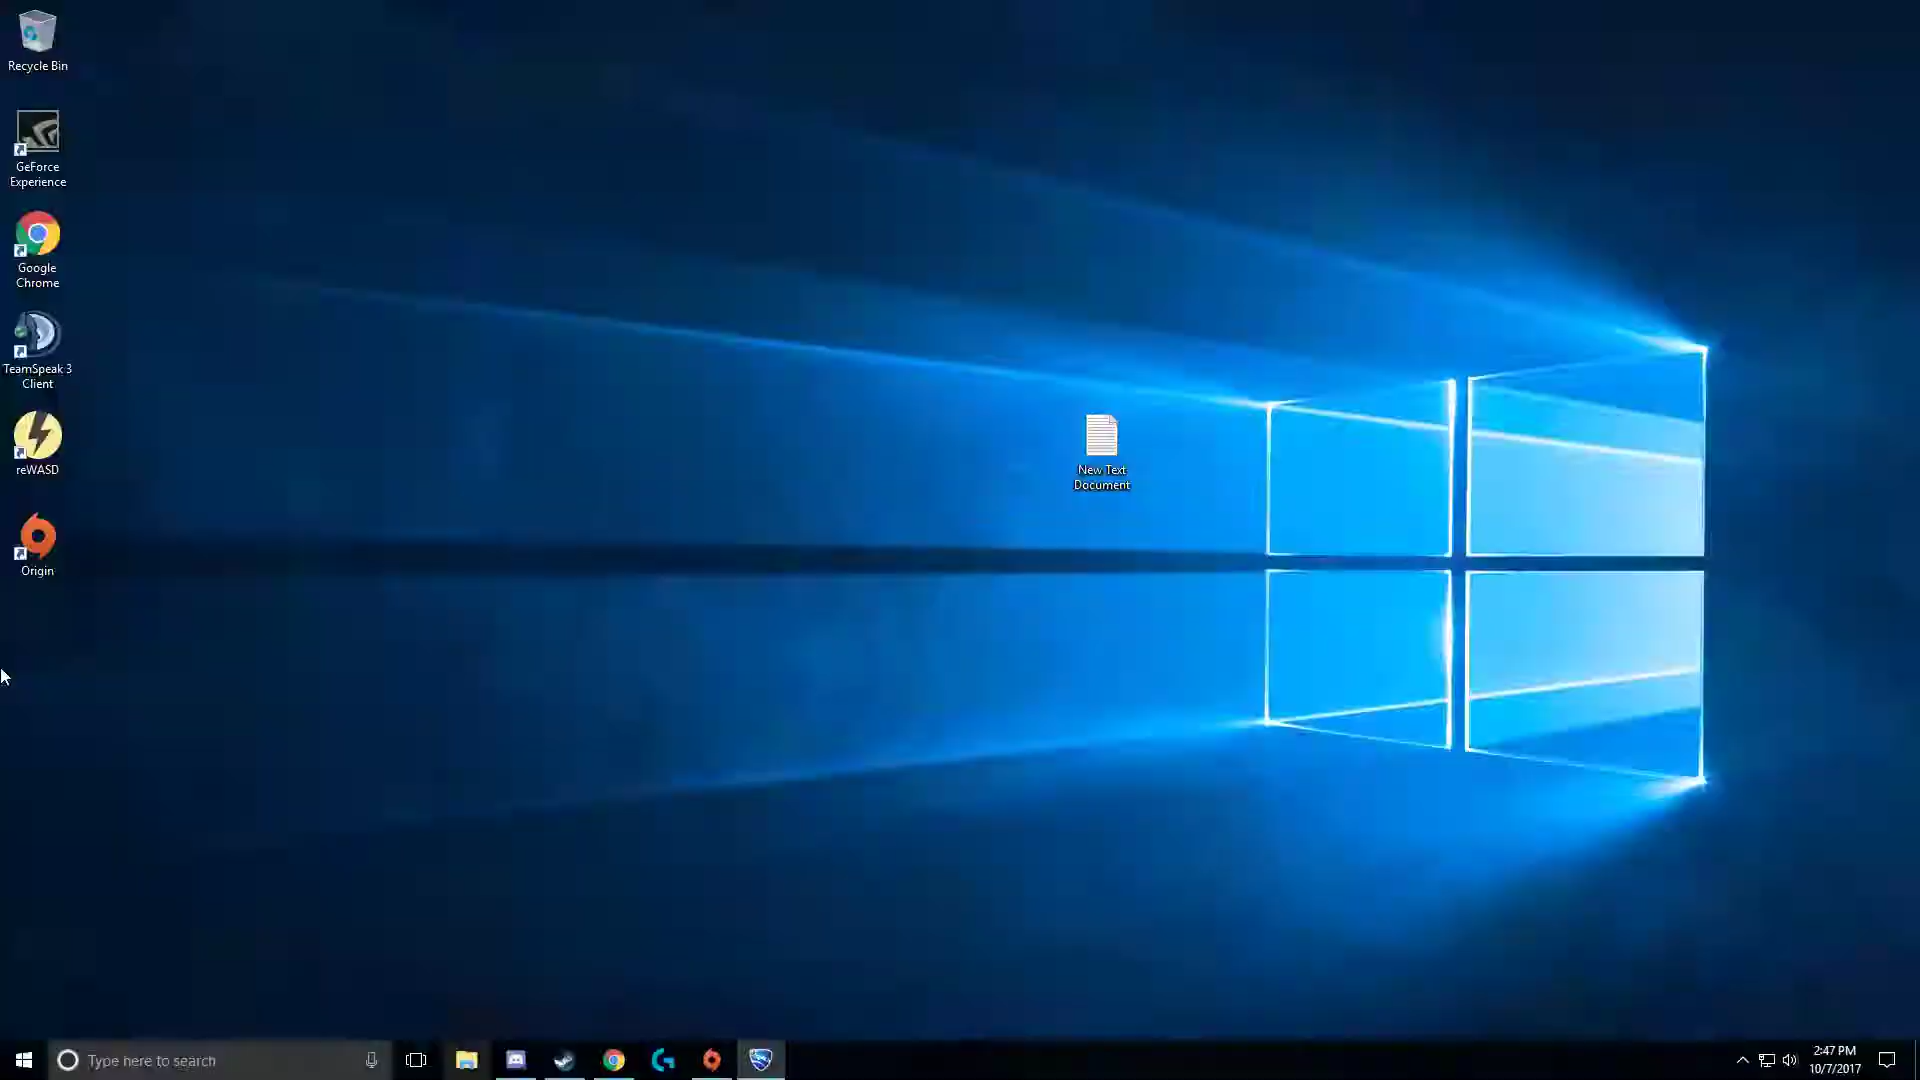 Recycle Bin
GeForce
Experience
Google
Chrome
TeamSpeak 3
Client
reWASD
Origin
New Text
Document
Type here to search
2:47 PM
10/7/2017